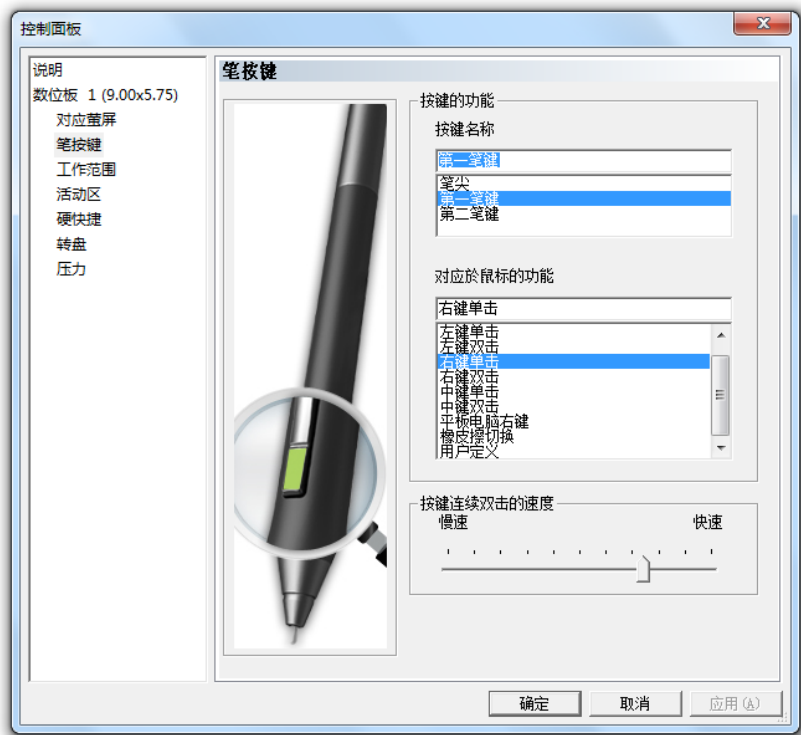 控制面板
说明
数位板 1 (9.00x5.75)
对应萤屏
笔按键
工作范围
活动区
硬快捷
转盘
压力
笔按键
按键的功能
按键名称
第一笔键
笔尖
第一笔键
第二笔键
对应於鼠标的功能
右键单击
左键单击
左键双击
右键单击
右键双击
中键单击
中键双击
平板电脑右键
橡皮擦切换
用户定义
按键连续双击的速度
慢速 快速
确定 取消 应用(A)